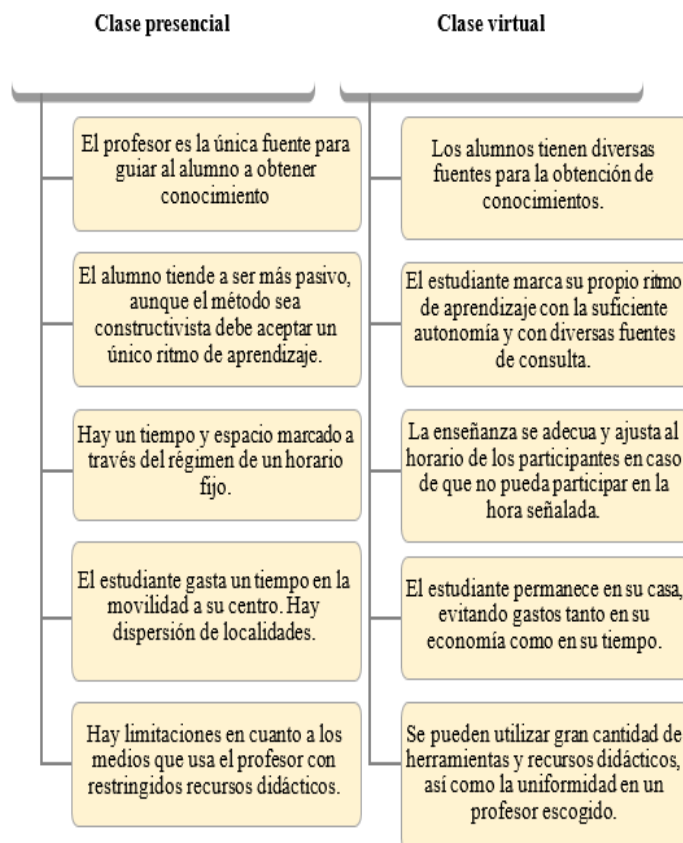 Clase presencial
El profesor es la única fuente para
guiar al alumno a obtener
conocimiento
El alumno tiende a ser más pasivo,
aunque el método sea
constructivista debe aceptar un
único ritmo de aprendizaje.
Hay un tiempo y espacio marcado a
través del régimen de un horario
fijo.
El estudiante gasta un tiempo en la
movilidad a su centro. Hay
dispersión de localidades.
Hay limitaciones en cuanto a los
medios que usa el profesor con
restringidos recursos didácticos.
Clase virtual
Los alumnos tienen diversas
fuentes para la obtención de
conocimientos.
El estudiante marca su propio ritmo
de aprendizaje con la suficiente
autonomía y con diversas fuentes
de consulta.
La enseñanza se adecua y ajusta al
horario de los participantes en caso
de que no pueda participar en la
hora señalada.
El estudiante permanece en su casa,
evitando gastos tanto en su
economía como en su tiempo.
Se pueden utilizar gran cantidad de
herramientas y recursos didácticos,
así como la uniformidad en un
profesor escogido.